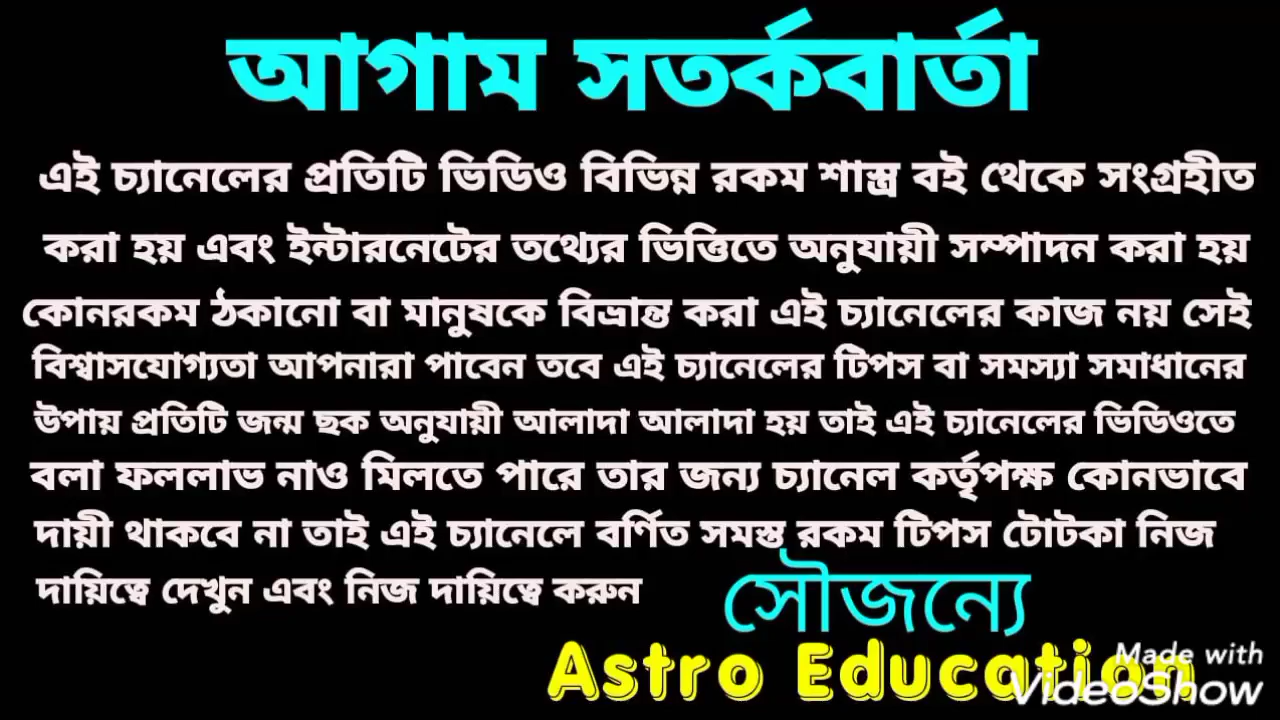 আগাম সতর্কবার্তা
এই চ্যানেলের প্রতিটি ভিডিও বিভিন্ন রকম শাস্ত্র বই থেকে সংগ্রহীত
করা হয় এবং ইন্টারনেটের তথ্যের ভিত্তিতে অনুযায়ী সম্পাদন করা হয়
কোনরকম ঠকানো বা মানুষকে বিভ্রান্ত করা এই চ্যানেলের কাজ নয় সেই
বিশ্বাসযোগ্যতা আপনারা পাবেন তবে এই চ্যানেলের টিপস বা সমস্যা সমাধানের
উপায় প্রতিটি জন্ম ছক অনুযায়ী আলাদা আলাদা হয় তাই এই চ্যানেলের ভিডিওতে
বলা ফললাভ নাও মিলতে পারে তার জন্য চ্যানেল কর্তৃপক্ষ কোনভাবে
দায়ী থাকবে না তাই এই চ্যানেলে বর্ণিত সমস্ত রকম টিপস টোটকা নিজ
দায়িত্বে দেখুন এবং নিজ দায়িত্বে করুন
সৌজন্যে
Astro Education
Made with
VideoShow